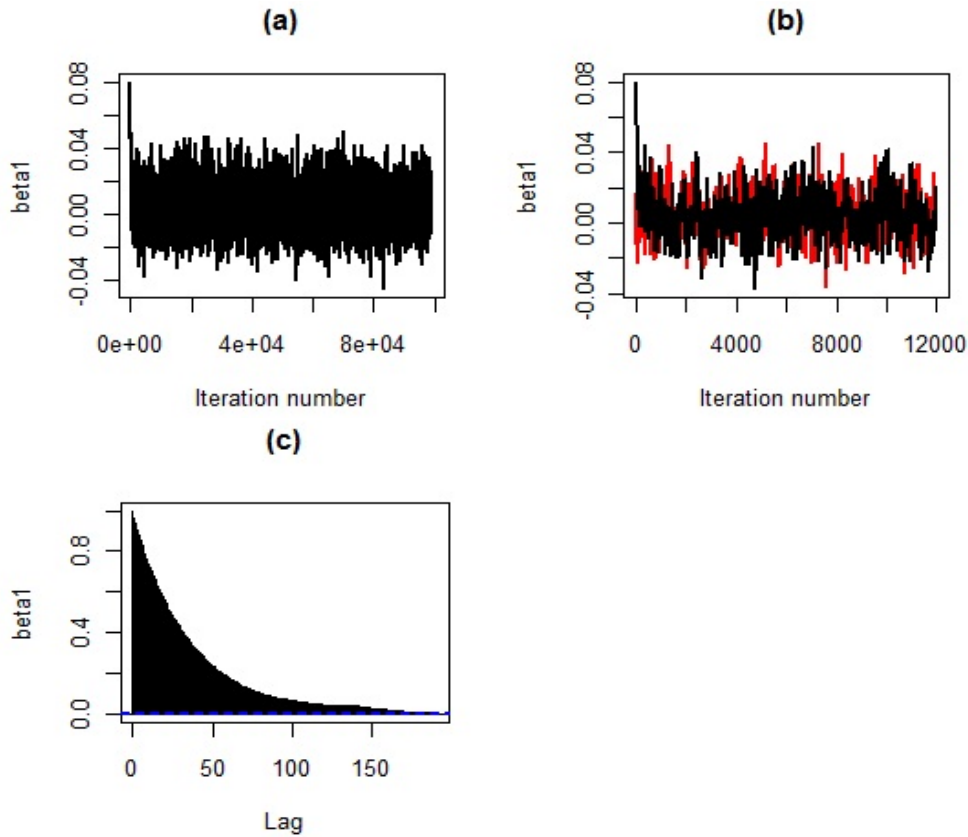 (a)
beta1
0.08
0.04
0.00
-0.04
0e+00 4e+04 8e+04
Iteration number
(b)
beta1
0.08
0.04
0.00
-0.04
0 4000 8000 12000
Iteration number
(c)
beta1
0.8
0.4
0.0
0 50 100 150
Lag